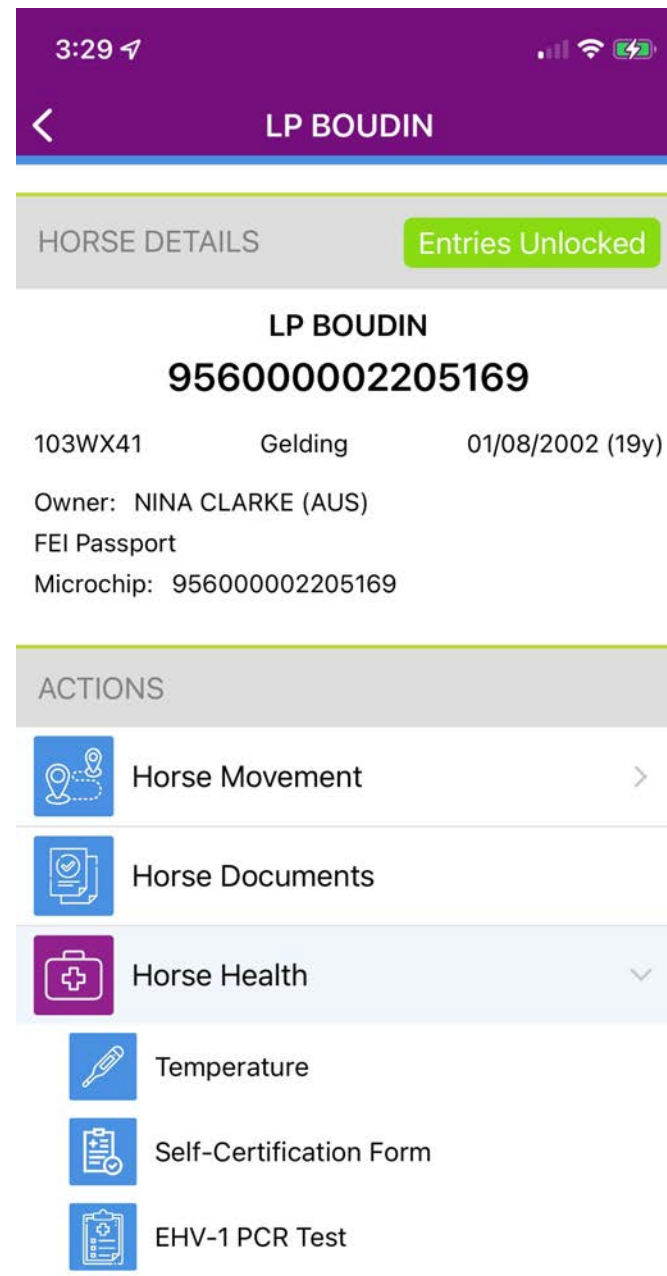 3:29
LP BOUDIN
HORSE DETAILS
Entries Unlocked
LP BOUDIN
956000002205169
103WX41 Gelding 01/08/2002 (19y)
Owner: NINA CLARKE (AUS)
FEI Passport
Microchip: 956000002205169
ACTIONS
Horse Movement
Horse Documents
Horse Health
Temperature
Self-Certification Form
EHV-1 PCR Test